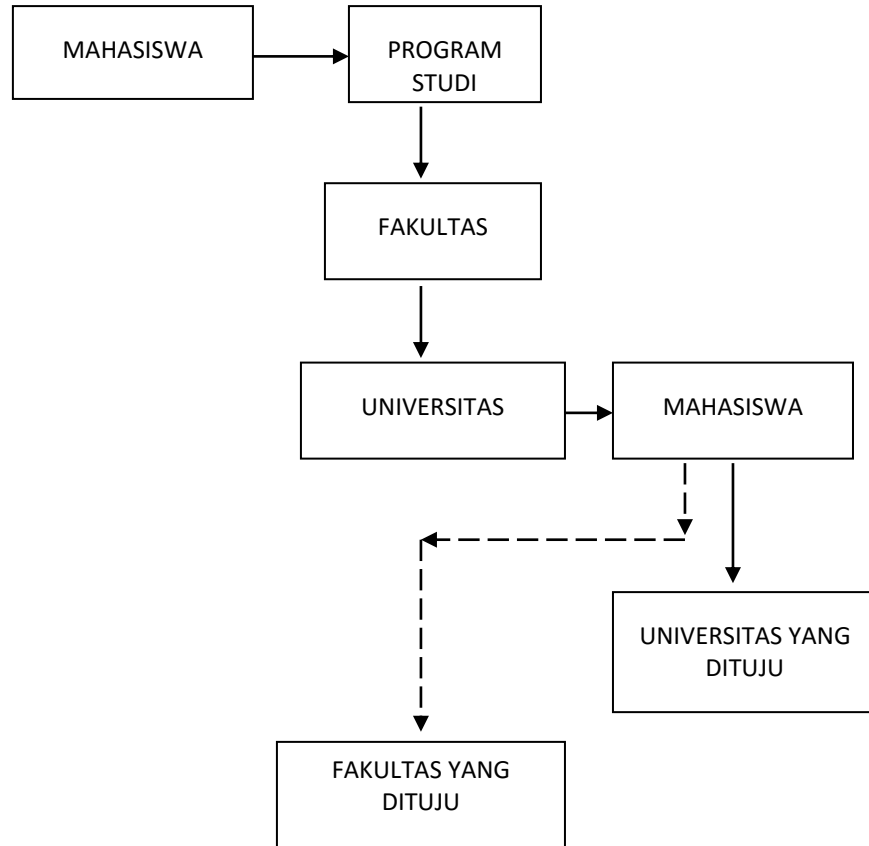 MAHASISWA
PROGRAM
STUDI
FAKULTAS
UNIVERSITAS
MAHASISWA
UNIVERSITAS YANG
DITUJU
FAKULTAS YANG
DITUJU